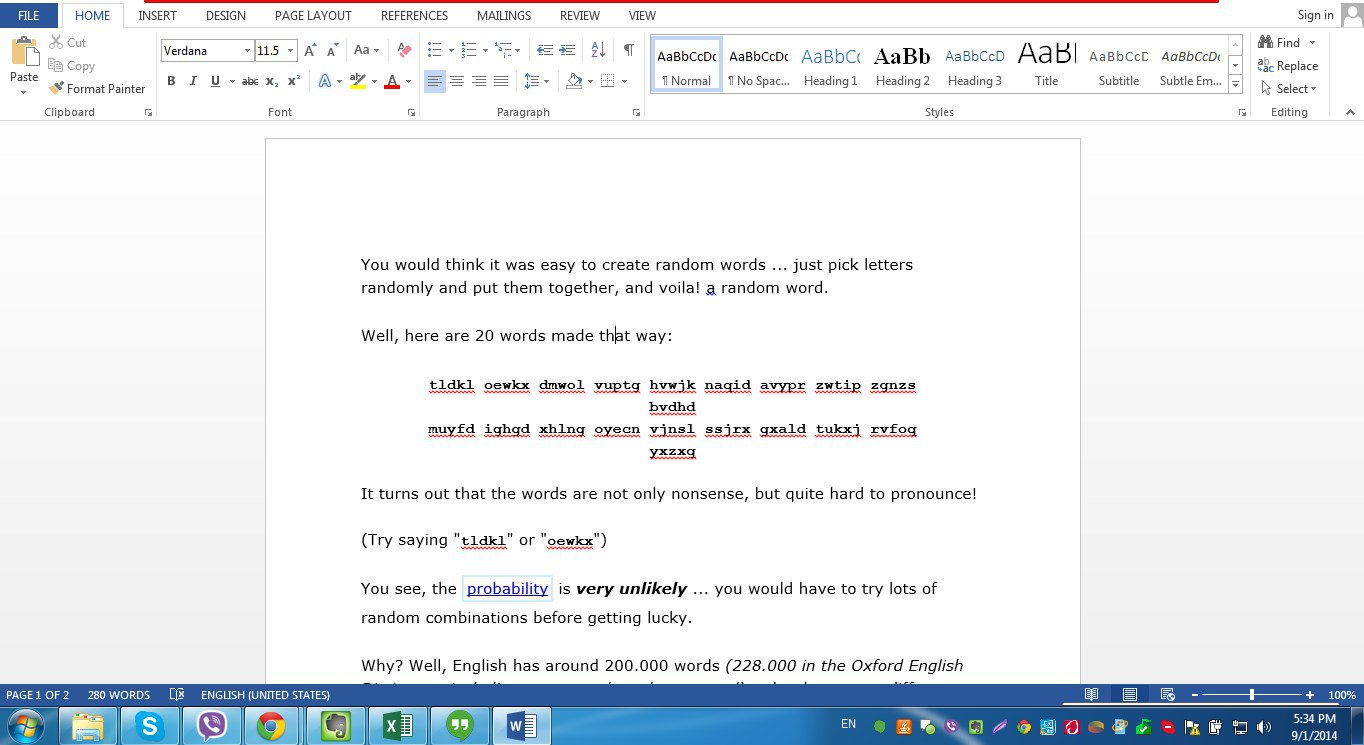 FILE HOME INSERT DESIGN PAGE LAYOUT REFERENCES MAILINGS REVIEW VIEW Sign in
Paste
Cut
Copy
Format Painter
Clipboard
Verdana 11.5
Font
Paragraph
AaBbCcDc AaBbCcDc AaBbCc AaBb AaBbCcD AaB AaBbCcD AaBbCcDc
¶ Normal ¶ No Spac... Heading 1 Heading 2 Heading 3 Title Subtitle Subtle Em...
Styles
Find
Replace
Select
Editing
You would think it was easy to create random words ... just pick letters
randomly and put them together, and voila! a random word.
Well, here are 20 words made that way:
tldkl oewkx dmwol vuptg hvwjk naqid avypr zwtip zgnzs
bvdhd
muyfd ighgd xhlng oyecn vjnsl ssjrx gxald tukxj rvfoq
yxzxq
It turns out that the words are not only nonsense, but quite hard to pronounce!
(Try saying "tldkl" or "oewkx")
You see, the probability is very unlikely ... you would have to try lots of
random combinations before getting lucky.
Why? Well, English has around 200.000 words (228.000 in the Oxford English
PAGE 1 OF 2 280 WORDS ENGLISH (UNITED STATES) 100%
EN
5:34 PM
9/1/2014